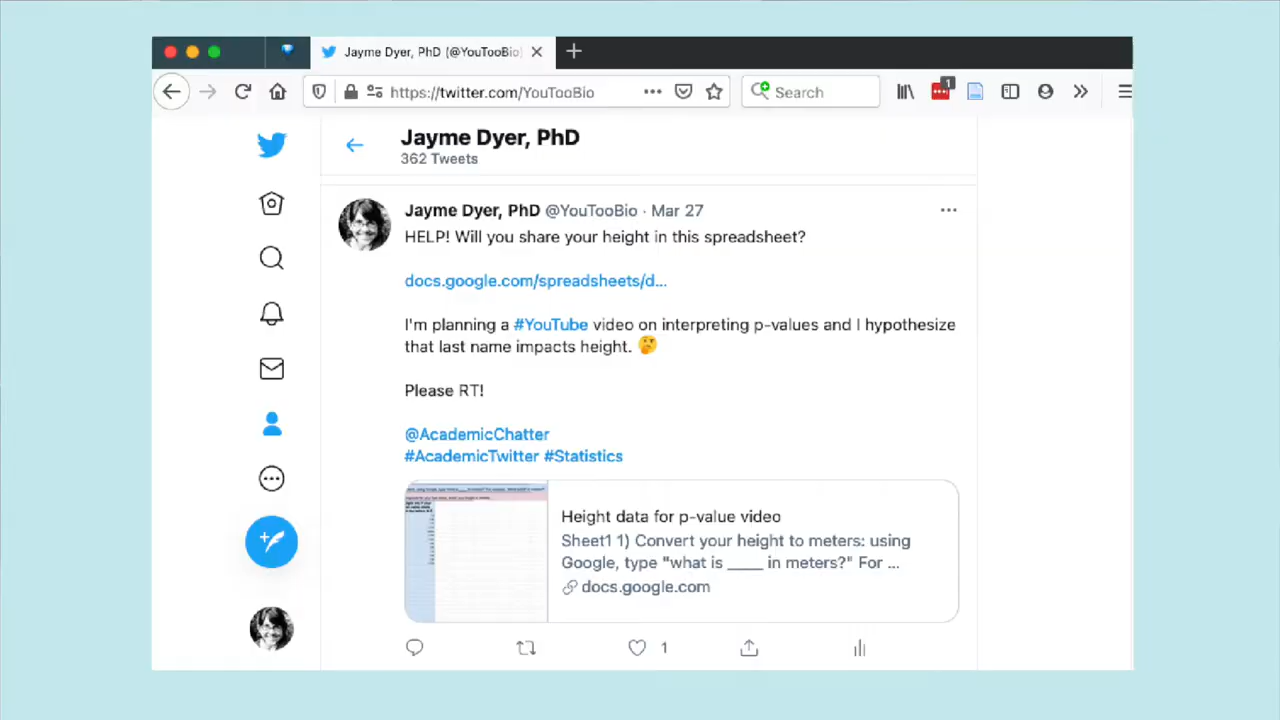 Jayme Dyer, PhD (@YouTooBio)
https://twitter.com/YouTooBio
Search
1
Jayme Dyer, PhD
362 Tweets
Jayme Dyer, PhD @YouTooBio · Mar 27
HELP! Will you share your height in this spreadsheet?
docs.google.com/spreadsheets/d...
I'm planning a #YouTube video on interpreting p-values and I hypothesize
that last name impacts height. 🤔
Please RT!
@AcademicChatter
#AcademicTwitter #Statistics
Height data for p-value video
Sheet1 1) Convert your height to meters: using
Google, type "what is ____ in meters?" For ...
docs.google.com
1